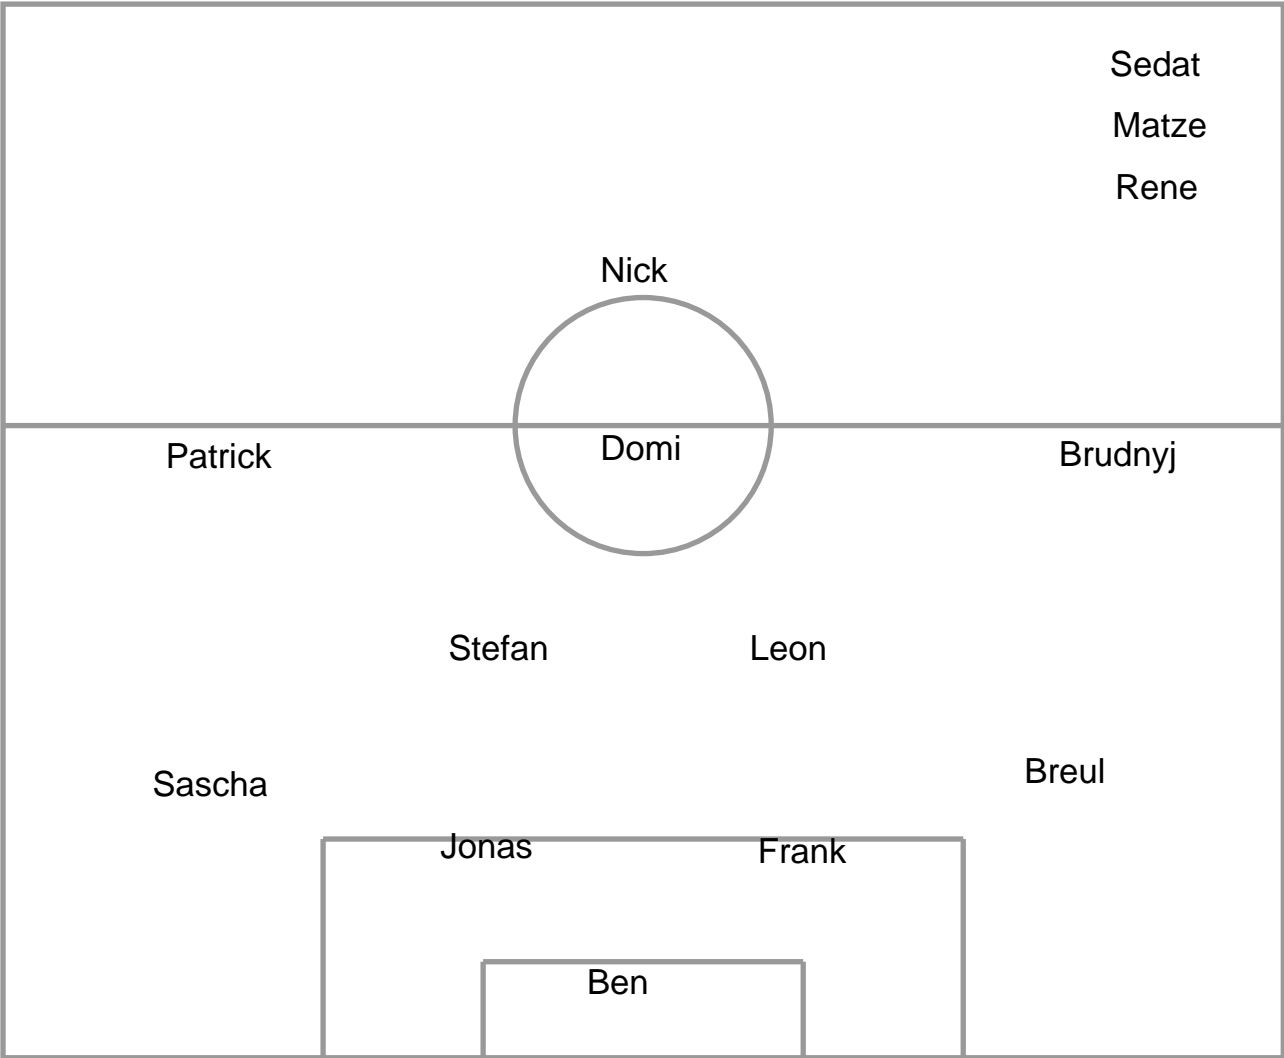 Sedat
Matze
Rene
Nick
Patrick
Domi
Brudnyj
Stefan
Leon
Sascha
Breul
Jonas
Frank
Ben